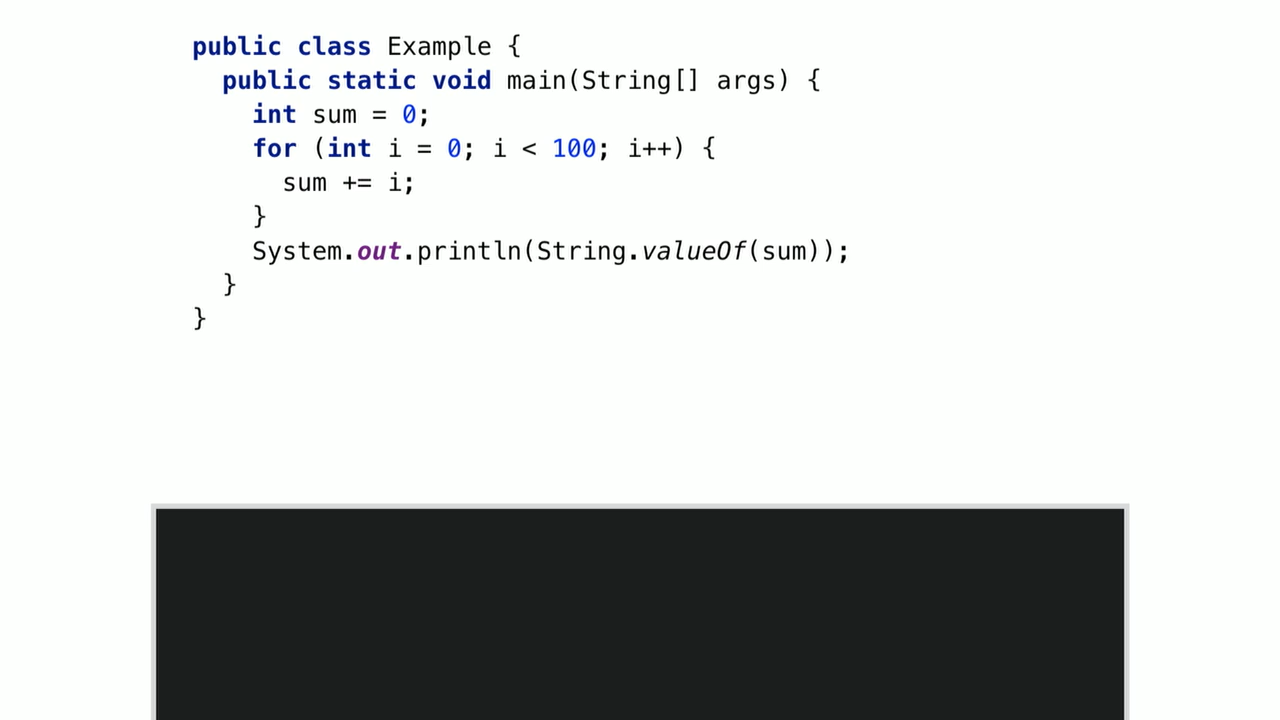 public class Example {
  public static void main(String[] args) {
    int sum = 0;
    for (int i = 0; i < 100; i++) {
      sum += i;
    }
    System.out.println(String.valueOf(sum));
  }
}